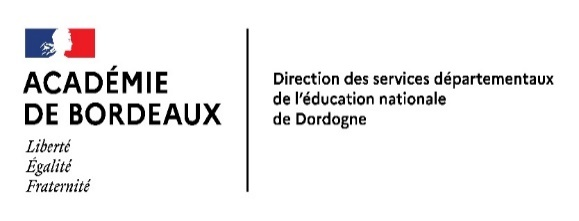 ACADÉMIE
DE BORDEAUX
Liberté
Égalité
Fraternité
Direction des services départementaux
de l’éducation nationale
de Dordogne